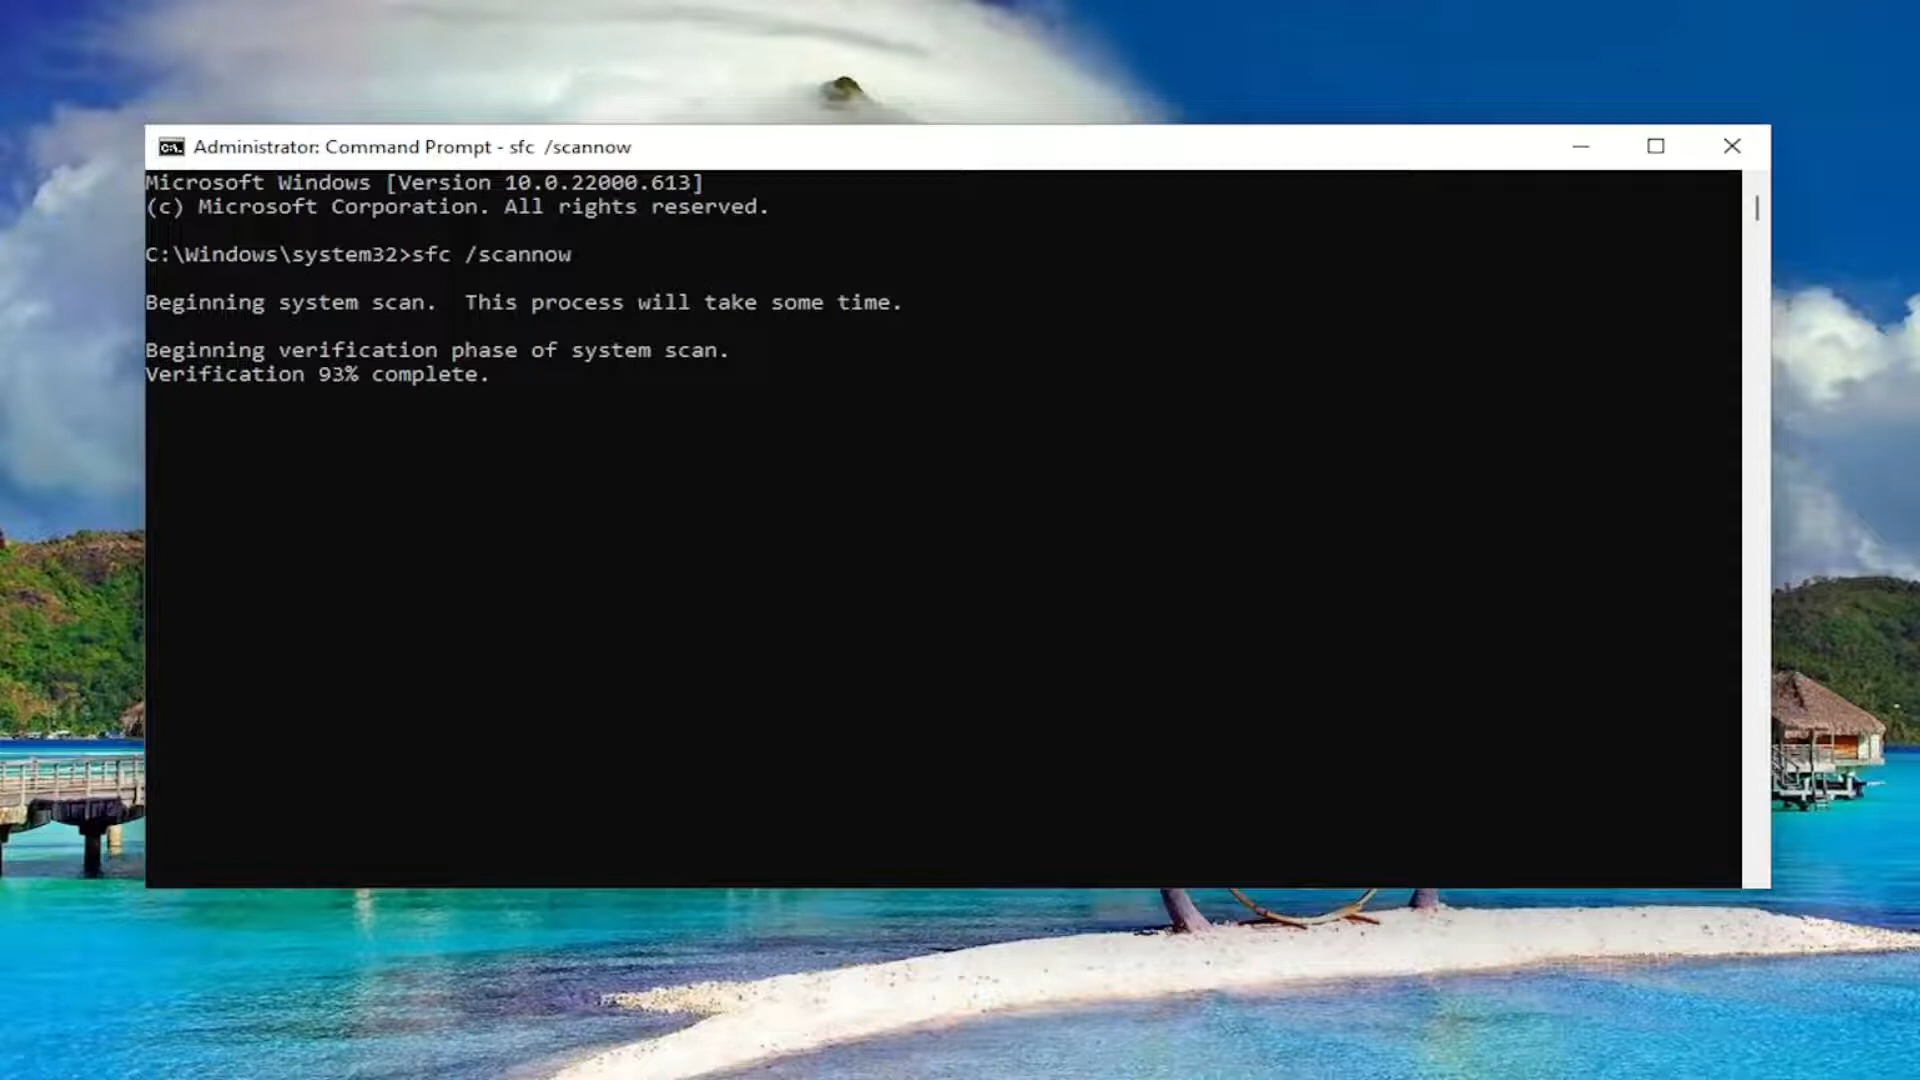 Administrator: Command Prompt - sfc  /scannow
Microsoft Windows [Version 10.0.22000.613]
(c) Microsoft Corporation. All rights reserved.
C:\Windows\system32>sfc /scannow
Beginning system scan.  This process will take some time.
Beginning verification phase of system scan.
Verification 93% complete.